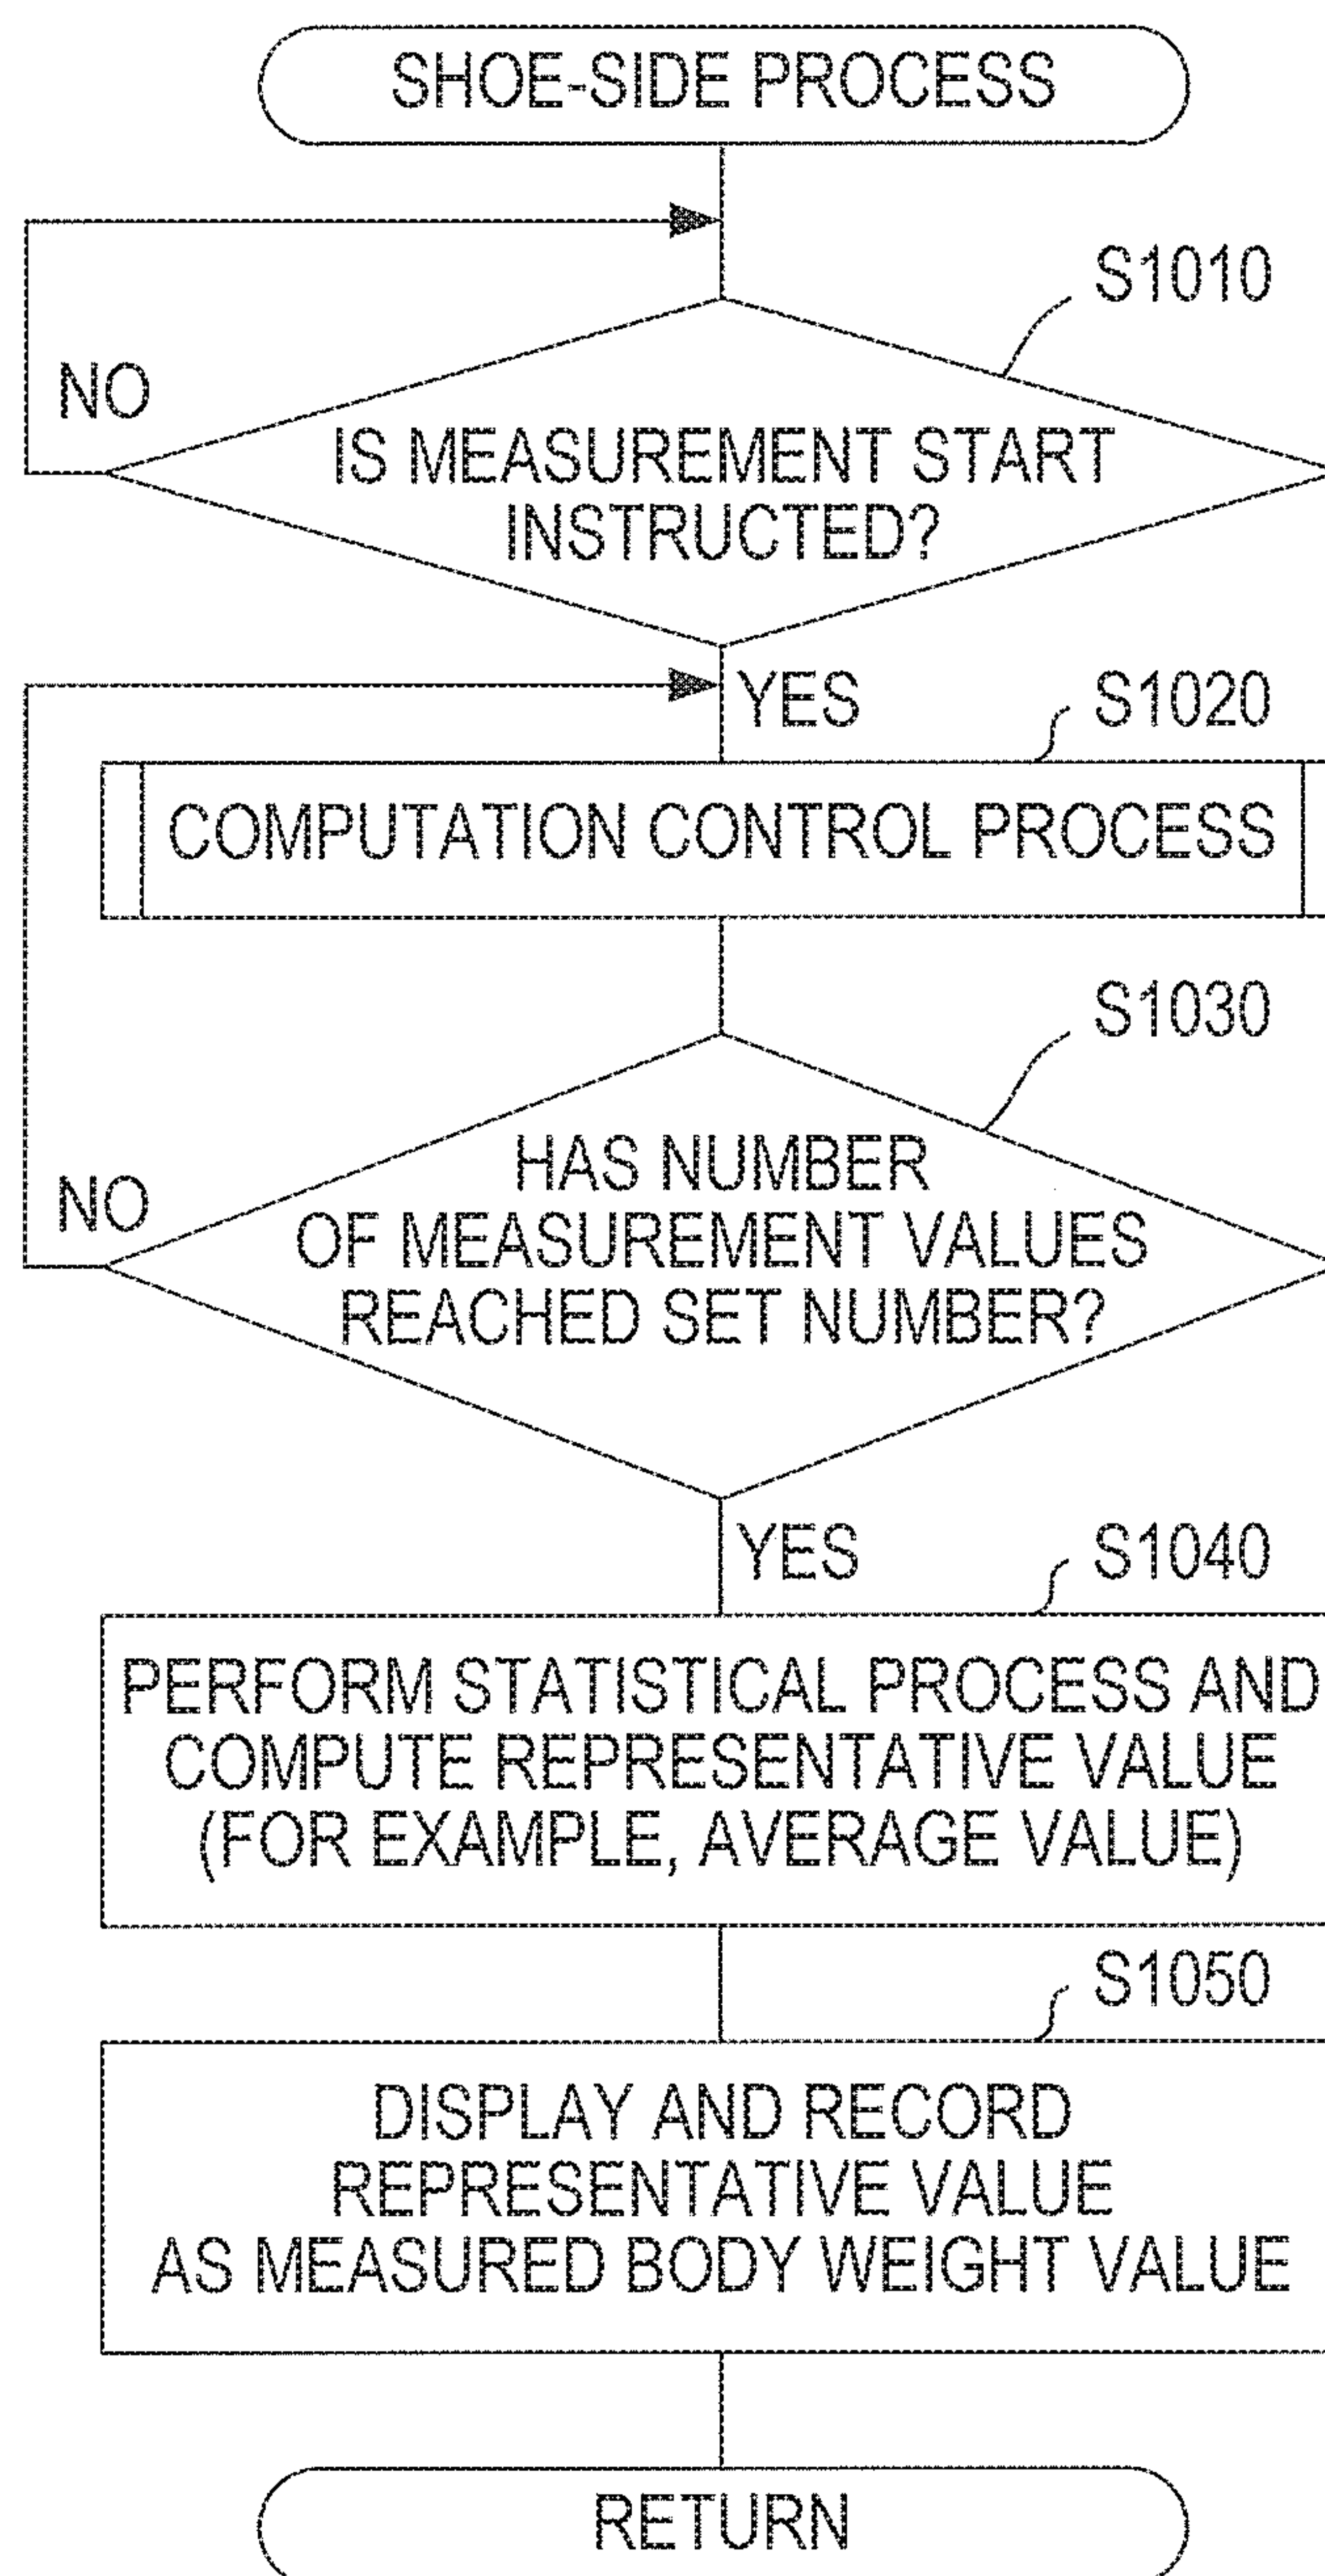 SHOE-SIDE PROCESS
S1010
NO
IS MEASUREMENT START
INSTRUCTED?
YES
S1020
COMPUTATION CONTROL PROCESS
S1030
HAS NUMBER
OF MEASUREMENT VALUES
REACHED SET NUMBER?
NO
YES
S1040
PERFORM STATISTICAL PROCESS AND
COMPUTE REPRESENTATIVE VALUE
(FOR EXAMPLE, AVERAGE VALUE)
S1050
DISPLAY AND RECORD
REPRESENTATIVE VALUE
AS MEASURED BODY WEIGHT VALUE
RETURN